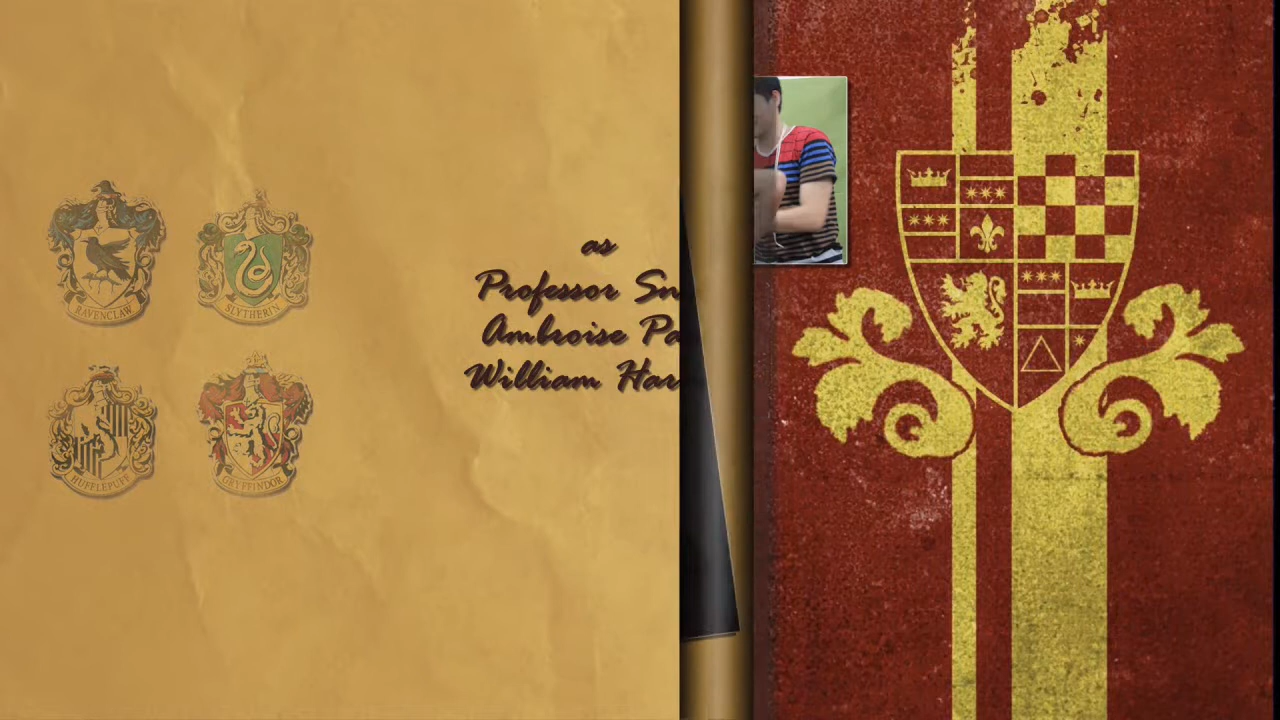 RAVENCLAW
SLYTHERIN
HUFFLEPUFF
GRYFFINDOR
as
Professor Sn
Ambroise Pa
William Har